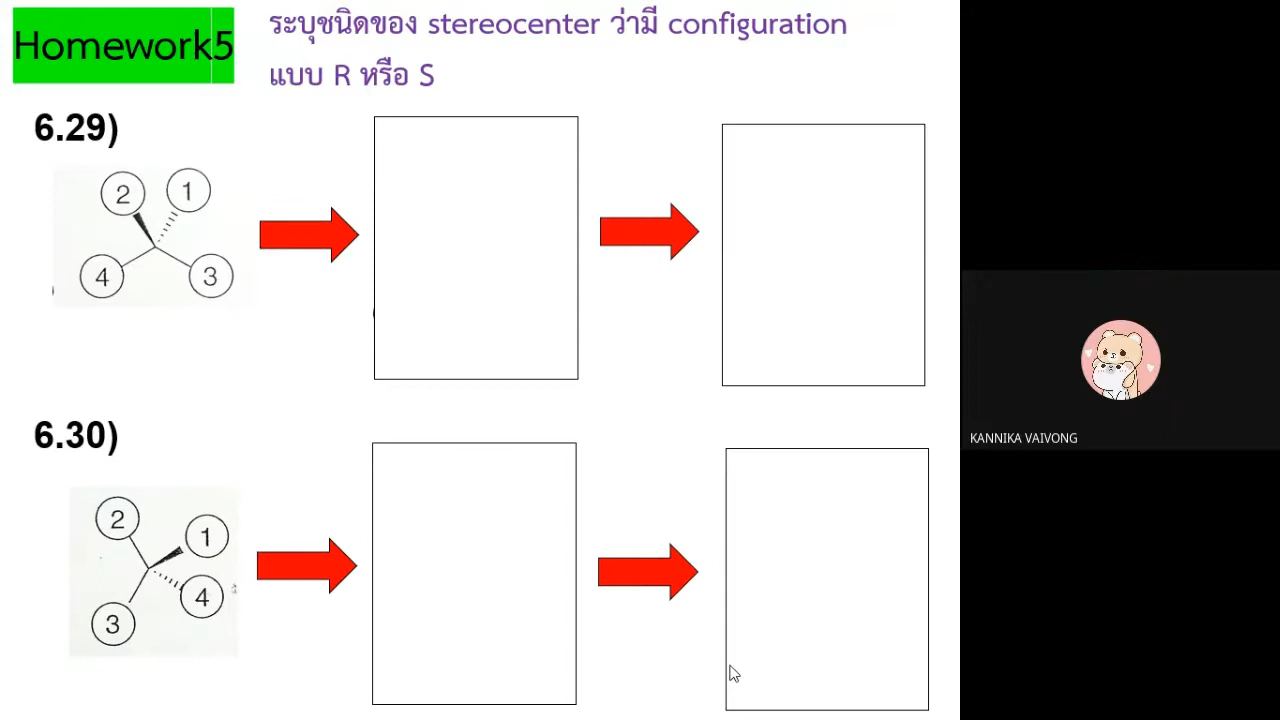 Homework5
ระบุชนิดของ stereocenter ว่ามี configuration
แบบ R หรือ S
6.29)
2 1
4 3
6.30)
2
1
4
3
KANNIKA VAIVONG